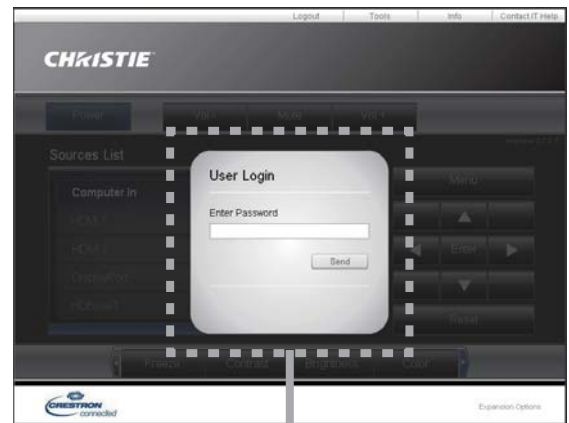 Logout Tools Info Contact IT Help
CHRISTIE
Power Vol - Mute Vol +
Sources List
Computer in
HDMI 1
HDMI 2
DisplayPort
HDBaseT
User Login
Enter Password
Send
Menu
Enter
Reset
Freeze Contrast Brightness Color
CRESTRON
connected
Expansion Options